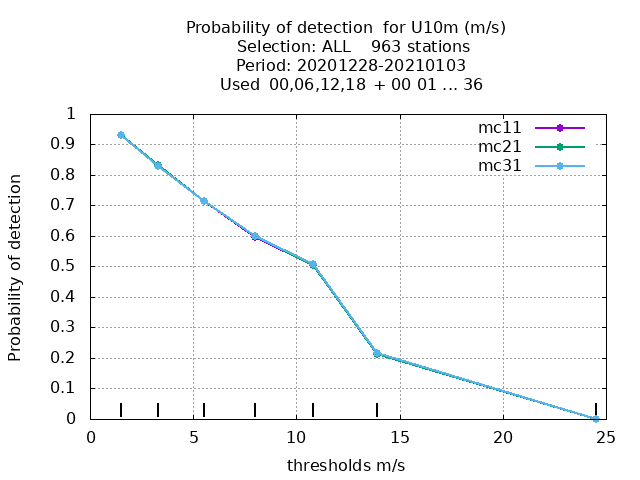 Probability of detection  for U10m (m/s)
Selection: ALL    963 stations
Period: 20201228-20210103
Used  00,06,12,18  + 00 01 ... 36
mc11
mc21
mc31
1
0.9
0.8
0.7
0.6
0.5
0.4
0.3
0.2
0.1
0
Probability of detection
0 5 10 15 20 25
thresholds m/s